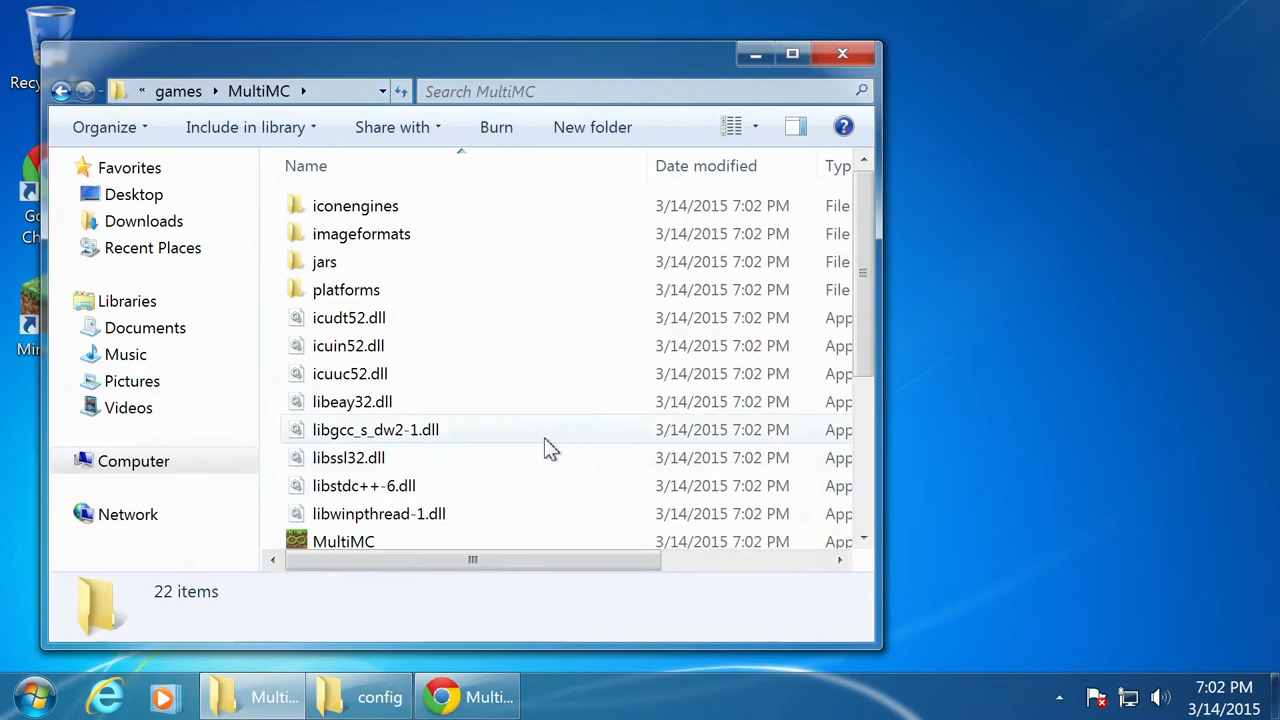 Recy
« games MultiMC
Search MultiMC
Organize Include in library Share with Burn New folder
Name Date modified Typ
Favorites
Desktop
Downloads
Recent Places
Libraries
Documents
Music
Pictures
Videos
Computer
Network
iconengines 3/14/2015 7:02 PM File
imageformats 3/14/2015 7:02 PM File
jars 3/14/2015 7:02 PM File
platforms 3/14/2015 7:02 PM File
icudt52.dll 3/14/2015 7:02 PM App
icuin52.dll 3/14/2015 7:02 PM App
icuuc52.dll 3/14/2015 7:02 PM App
libeay32.dll 3/14/2015 7:02 PM App
libgcc_s_dw2-1.dll 3/14/2015 7:02 PM App
libssl32.dll 3/14/2015 7:02 PM App
libstdc++-6.dll 3/14/2015 7:02 PM App
libwinpthread-1.dll 3/14/2015 7:02 PM App
MultiMC 3/14/2015 7:02 PM App
22 items
Go
Ch
Min
Multi... config Multi...
7:02 PM
3/14/2015